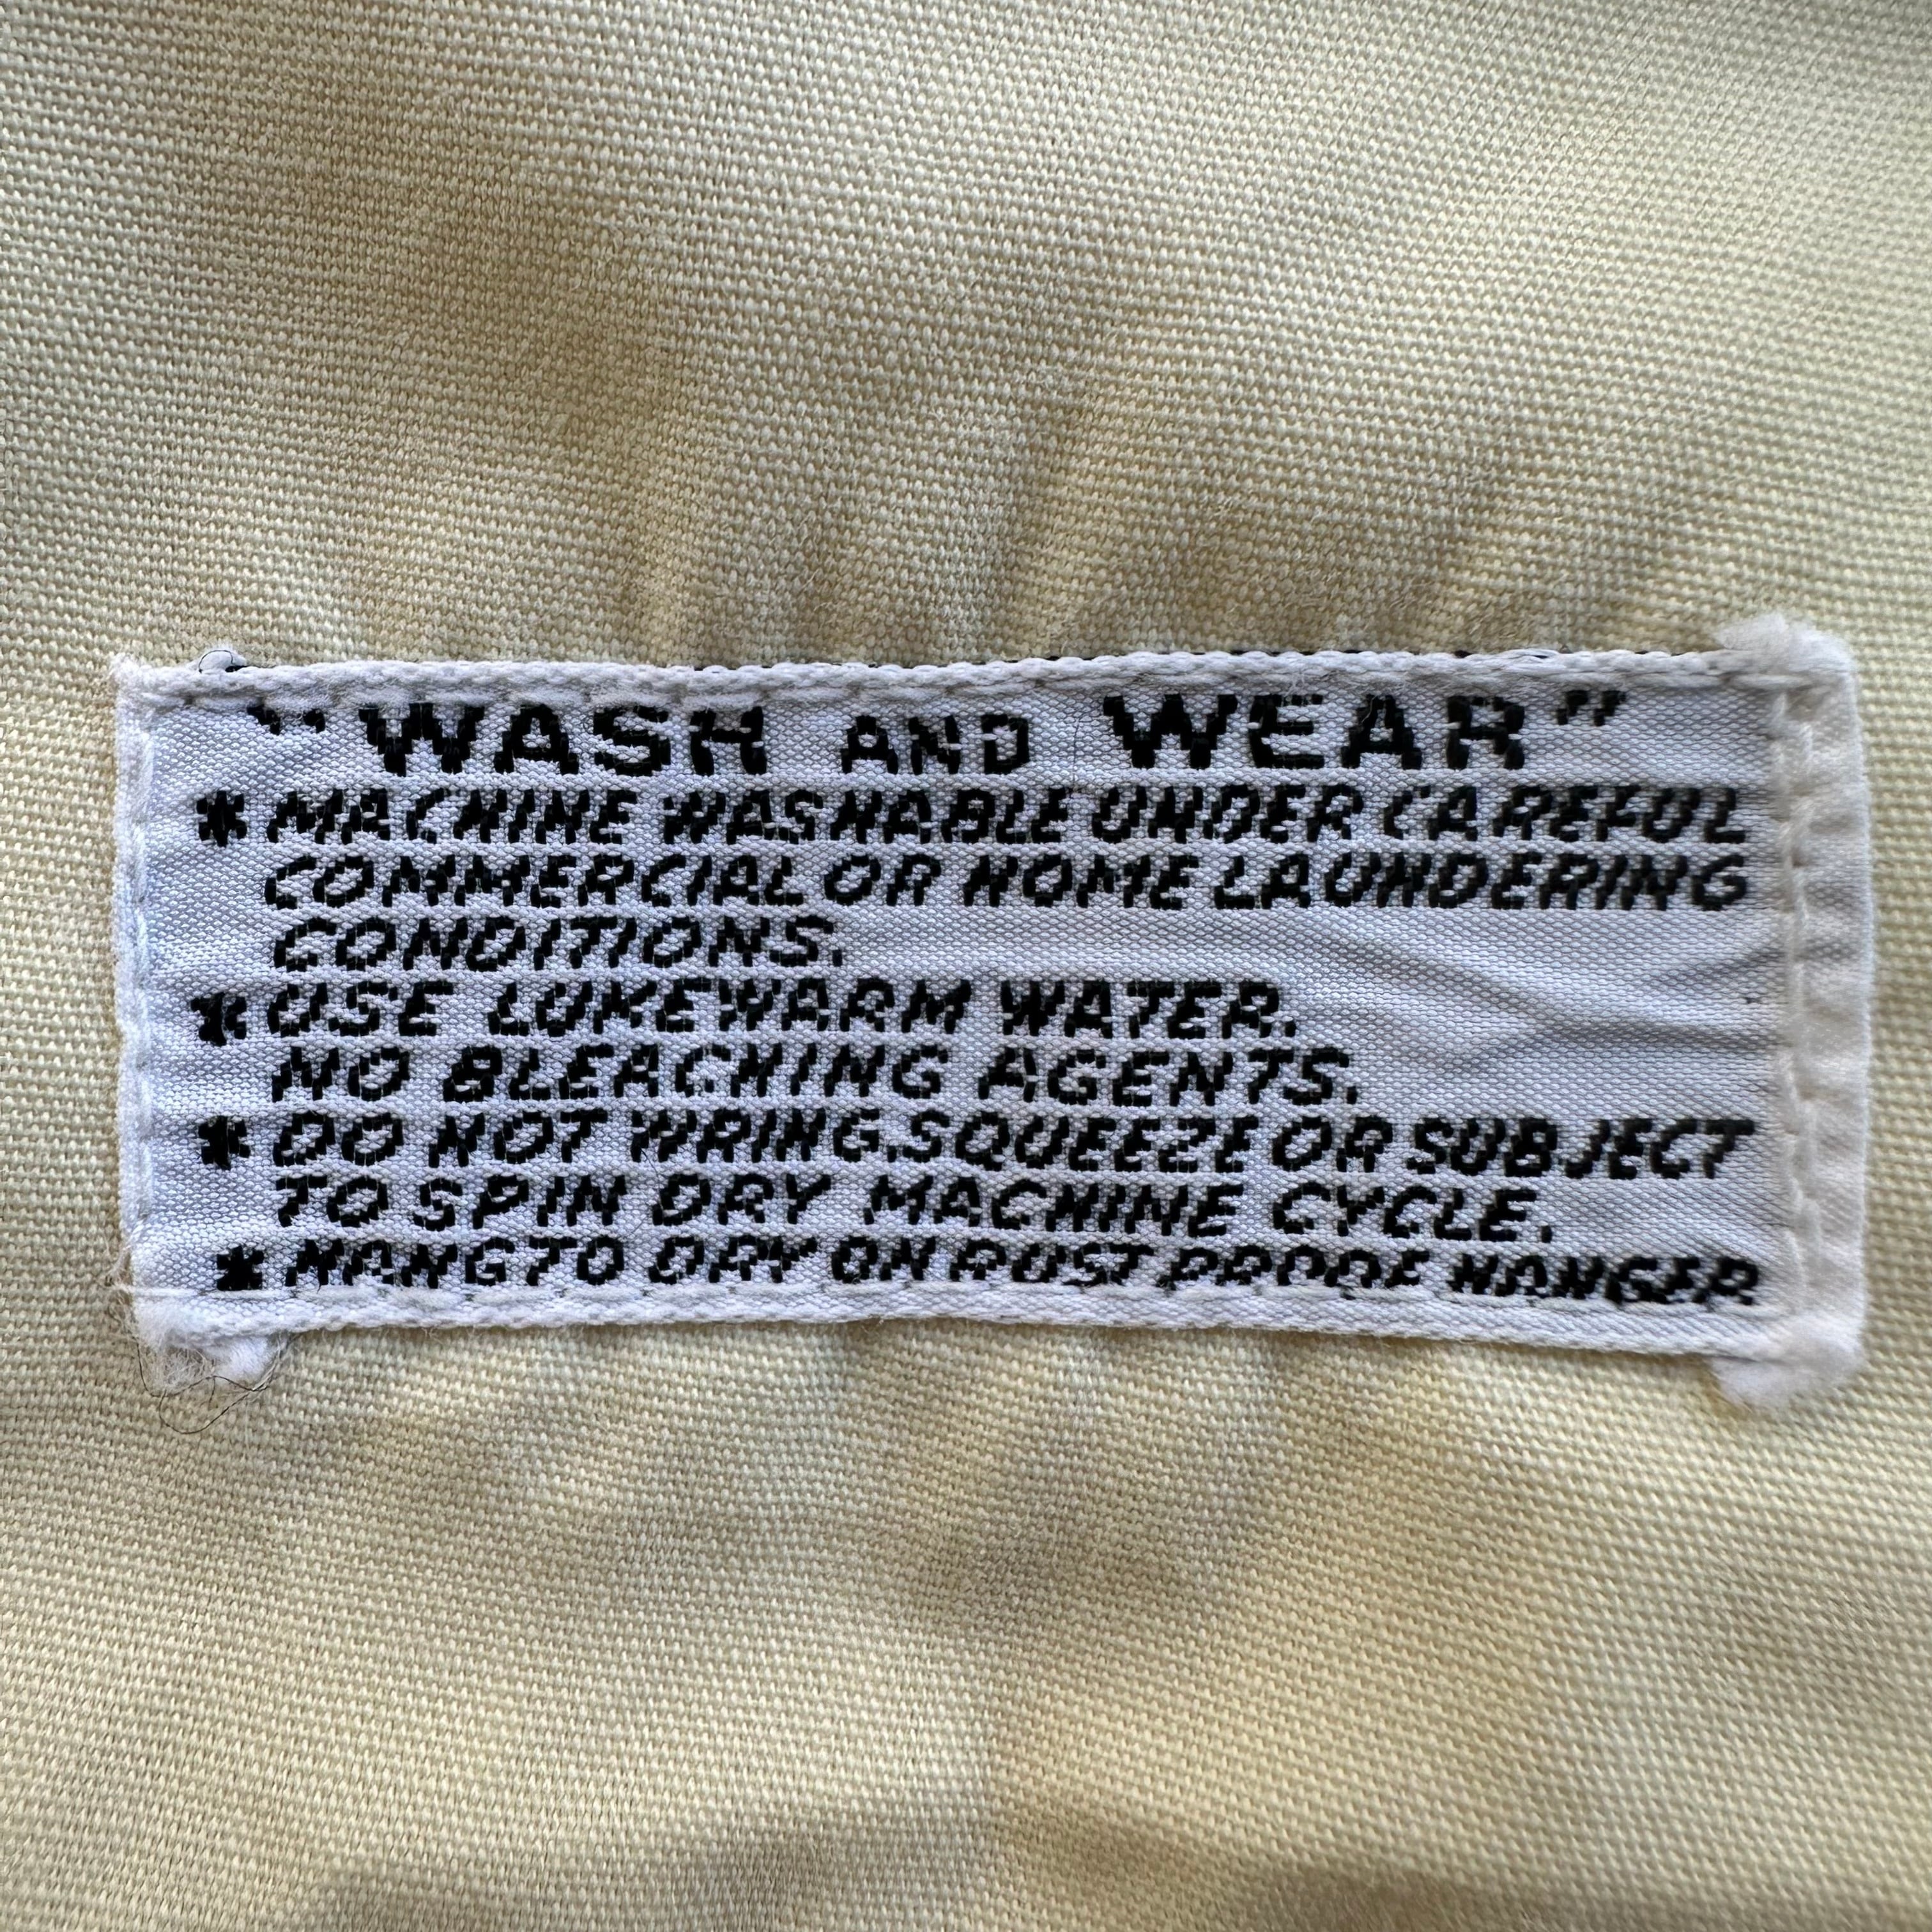 "WASH AND WEAR"
* MACHINE WASHABLE UNDER CAREFUL
COMMERCIAL OR HOME LAUNDERING
CONDITIONS.
* USE LUKEWARM WATER.
NO BLEACHING AGENTS.
* DO NOT WRING, SQUEEZE OR SUBJECT
TO SPIN DRY MACHINE CYCLE.
* HANG TO DRY ON RUST PROOF HANGER.